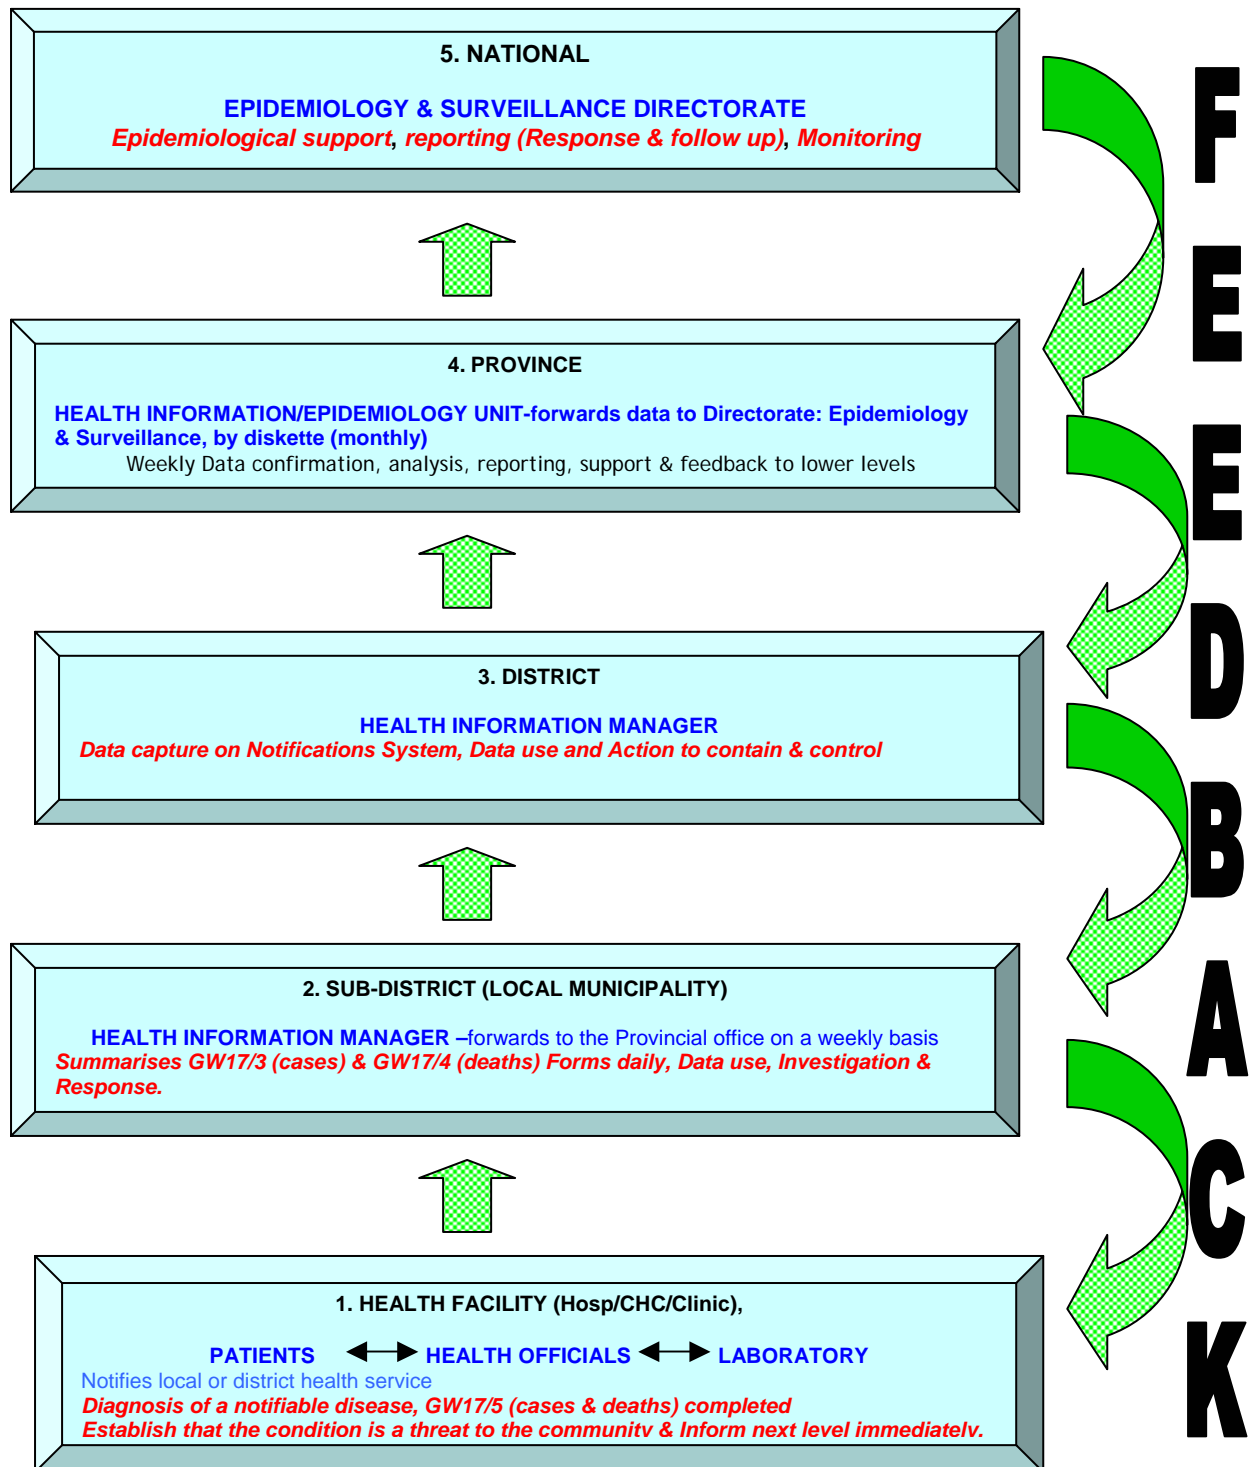 5. NATIONAL
EPIDEMIOLOGY & SURVEILLANCE DIRECTORATE
Epidemiological support, reporting (Response & follow up), Monitoring
4. PROVINCE
HEALTH INFORMATION/EPIDEMIOLOGY UNIT-forwards data to Directorate: Epidemiology
& Surveillance, by diskette (monthly)
Weekly Data confirmation, analysis, reporting, support & feedback to lower levels
3. DISTRICT
HEALTH INFORMATION MANAGER
Data capture on Notifications System, Data use and Action to contain & control
2. SUB-DISTRICT (LOCAL MUNICIPALITY)
HEALTH INFORMATION MANAGER –forwards to the Provincial office on a weekly basis
Summarises GW17/3 (cases) & GW17/4 (deaths) Forms daily, Data use, Investigation &
Response.
1. HEALTH FACILITY (Hosp/CHC/Clinic),
PATIENTS HEALTH OFFICIALS LABORATORY
Notifies local or district health service
Diagnosis of a notifiable disease, GW17/5 (cases & deaths) completed
Establish that the condition is a threat to the community & Inform next level immediately.
FEEDBACK